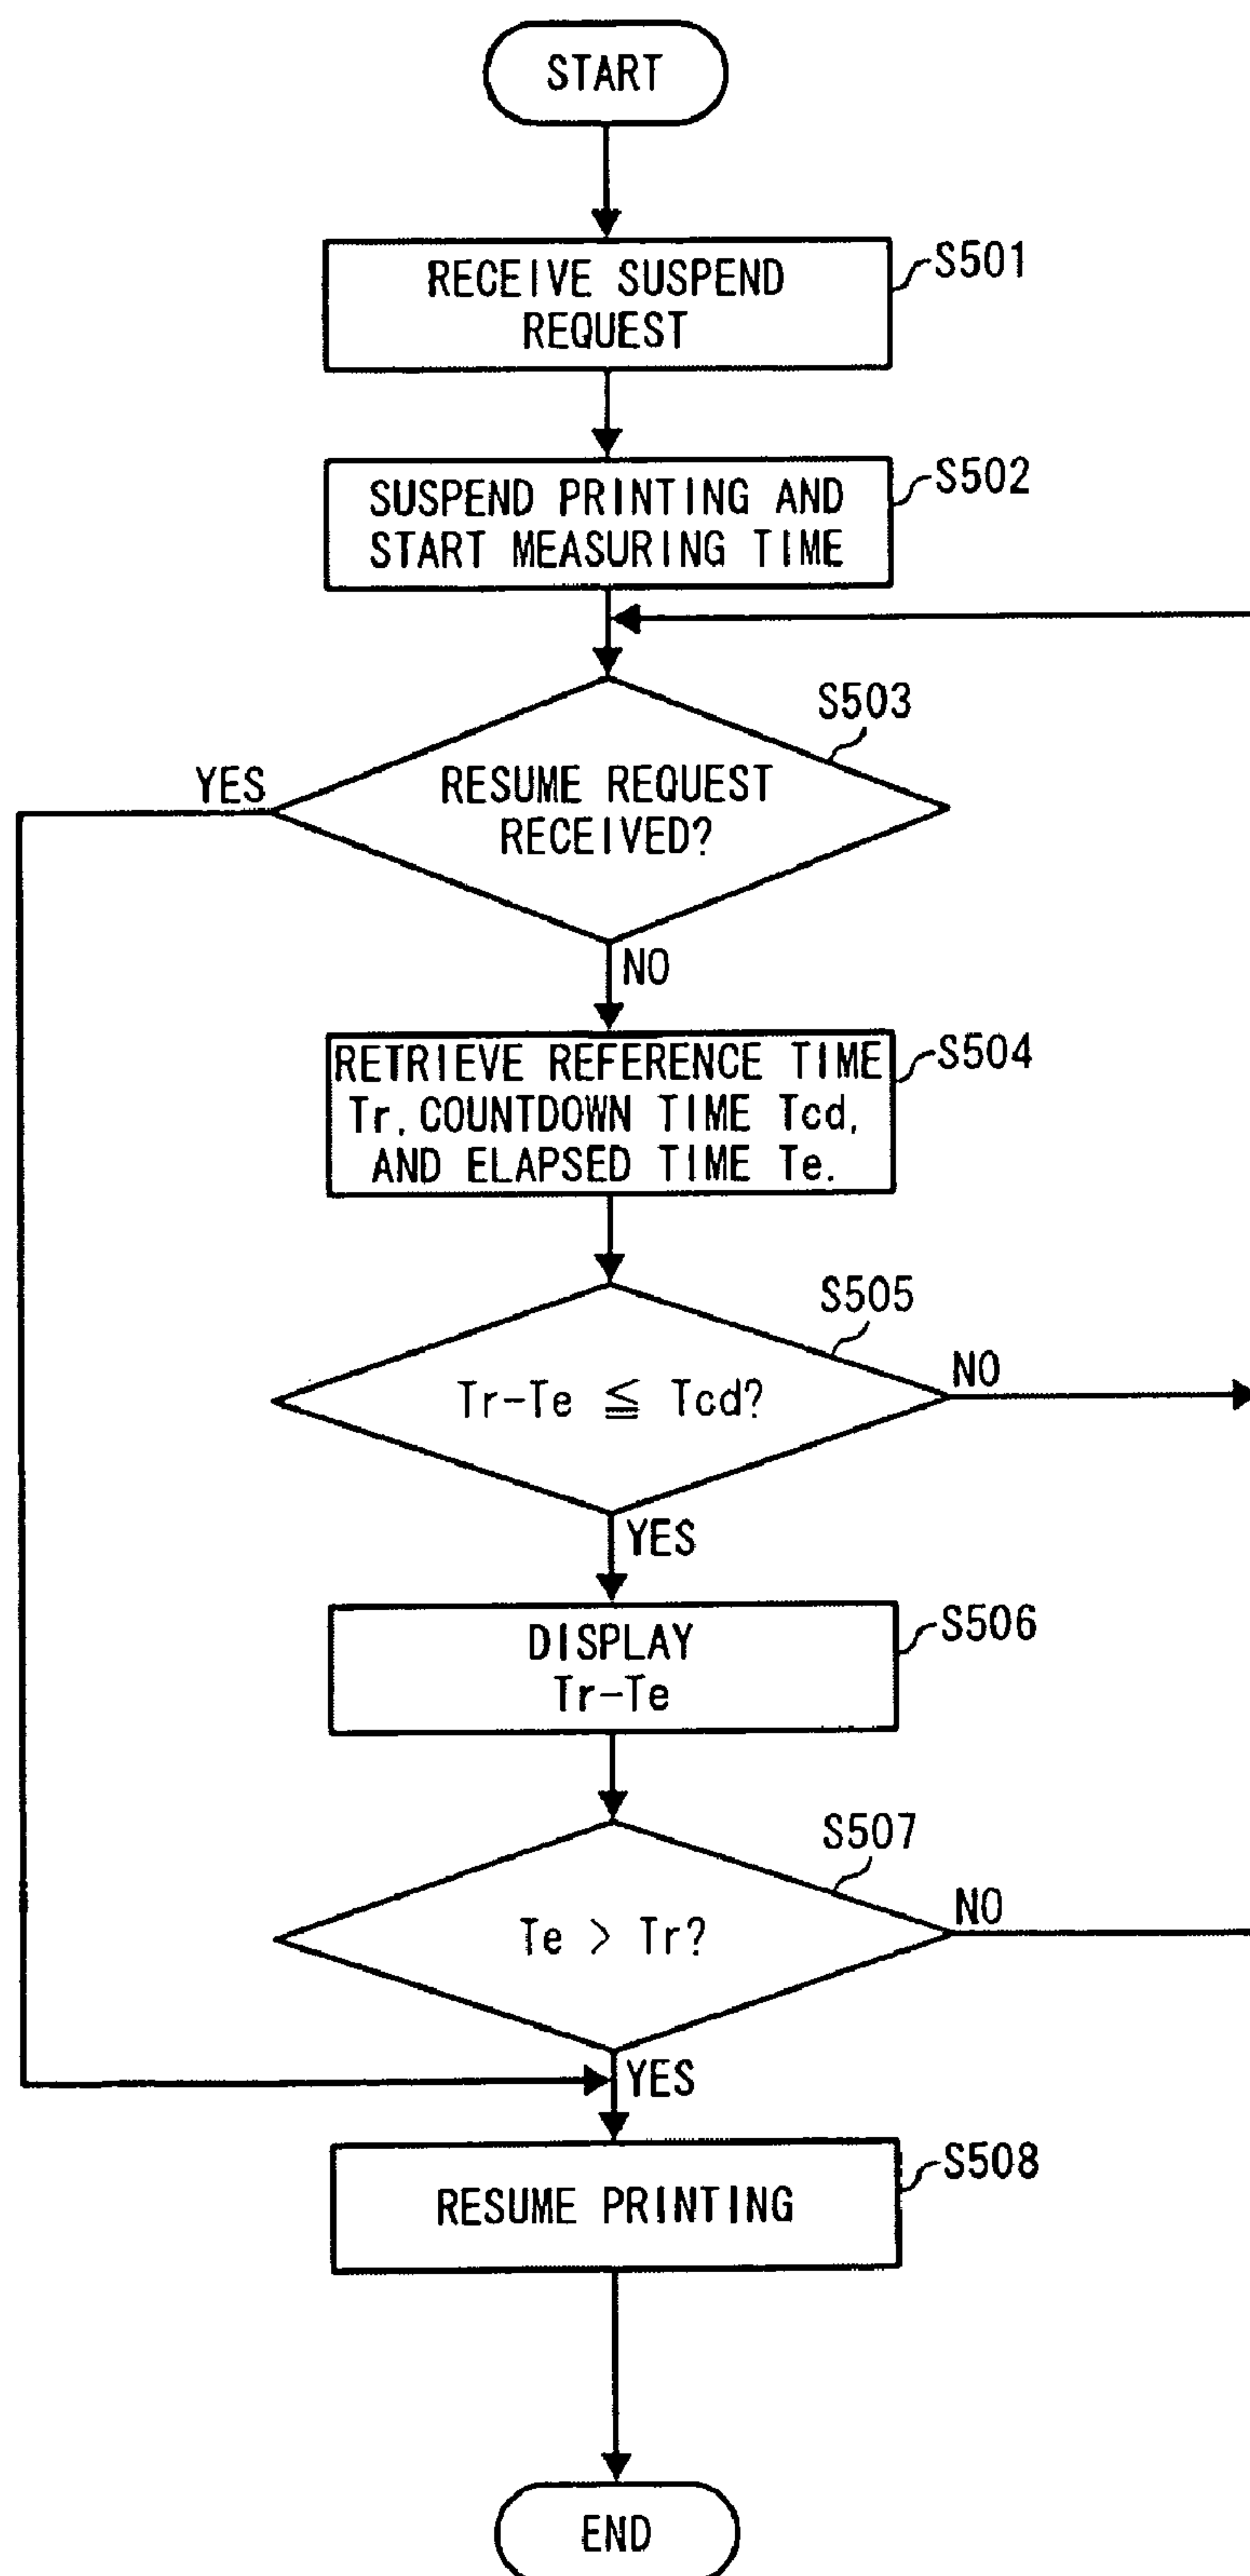 START
RECEIVE SUSPEND
REQUEST
S501
SUSPEND PRINTING AND
START MEASURING TIME
S502
S503
YES
RESUME REQUEST
RECEIVED?
NO
RETRIEVE REFERENCE TIME
Tr, COUNTDOWN TIME Tcd,
AND ELAPSED TIME Te.
S504
S505
Tr-Te ≦ Tcd?
NO
YES
DISPLAY
Tr-Te
S506
S507
Te > Tr?
NO
YES
RESUME PRINTING
S508
END